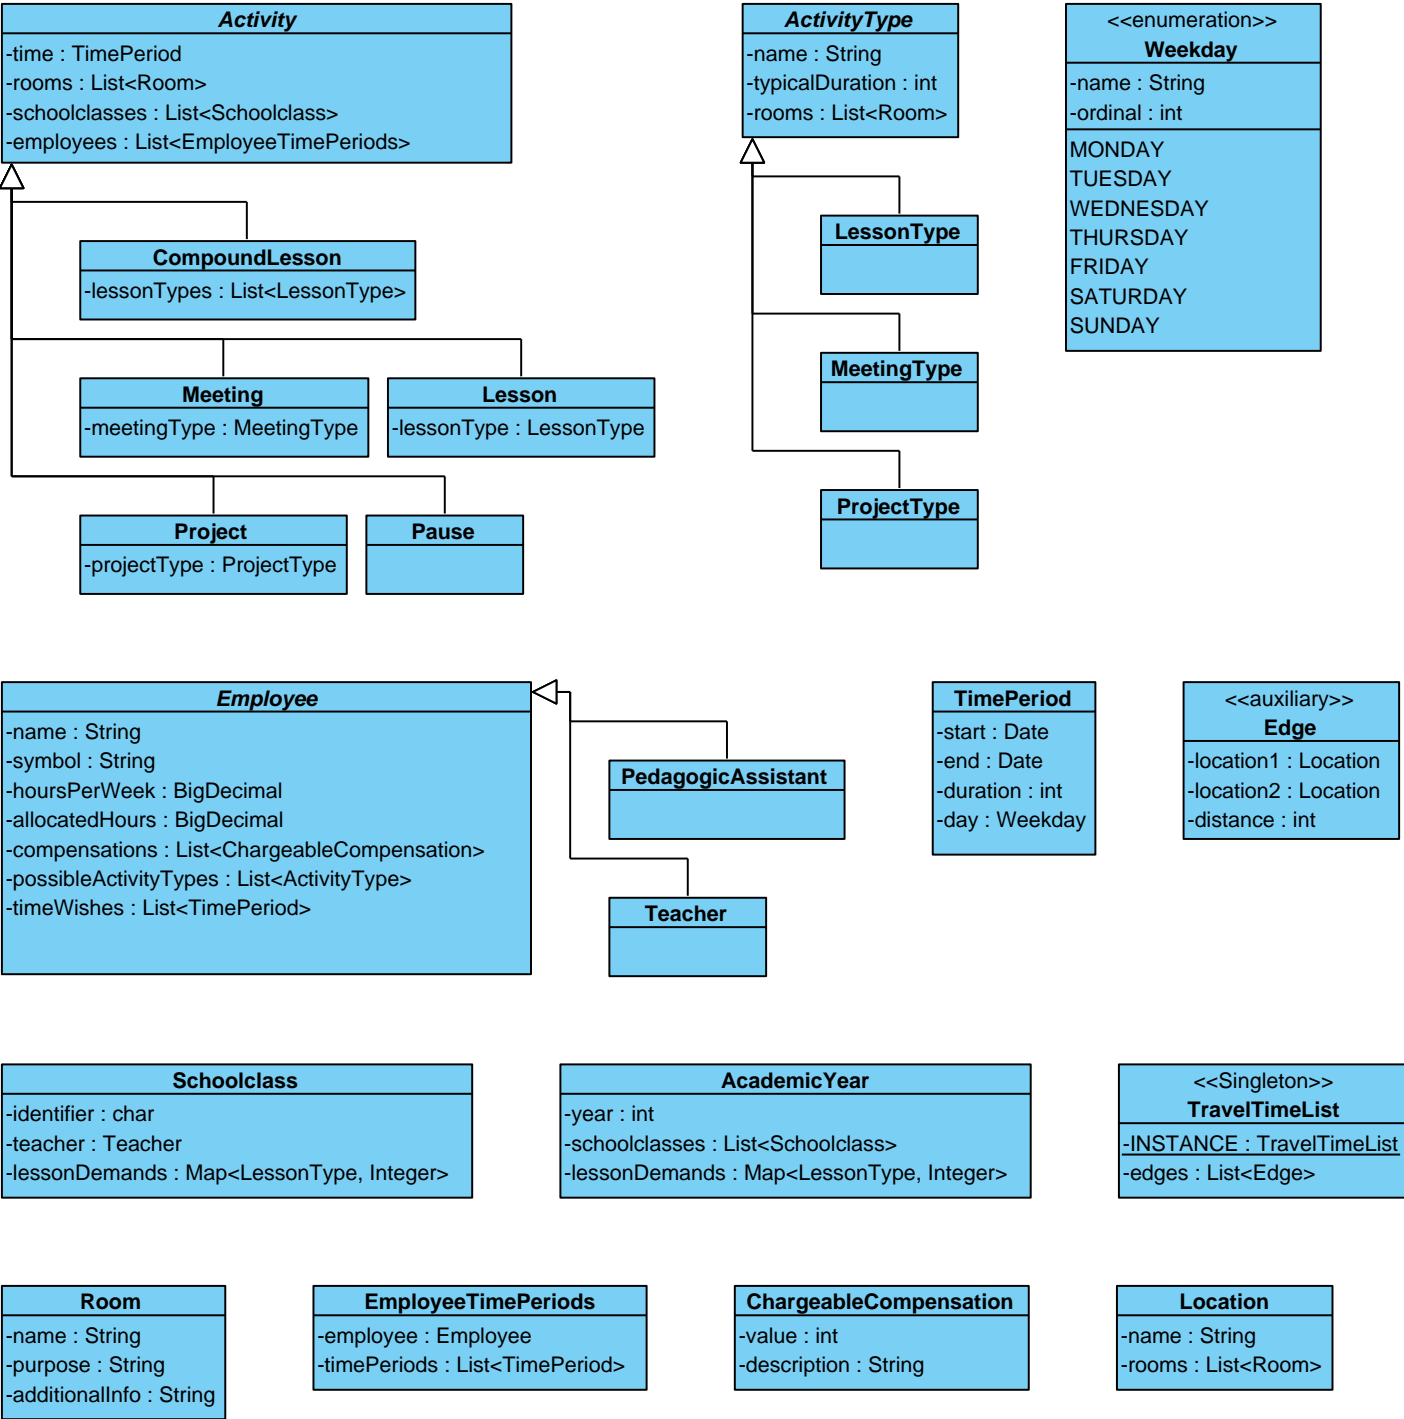 Activity
-time : TimePeriod
-rooms : List<Room>
-schoolclasses : List<Schoolclass>
-employees : List<EmployeeTimePeriods>
ActivityType
-name : String
-typicalDuration : int
-rooms : List<Room>
<<enumeration>>
Weekday
-name : String
-ordinal : int
MONDAY
TUESDAY
WEDNESDAY
THURSDAY
FRIDAY
SATURDAY
SUNDAY
CompoundLesson
-lessonTypes : List<LessonType>
LessonType
Meeting
-meetingType : MeetingType
Lesson
-lessonType : LessonType
MeetingType
Project
-projectType : ProjectType
Pause
ProjectType
Employee
-name : String
-symbol : String
-hoursPerWeek : BigDecimal
-allocatedHours : BigDecimal
-compensations : List<ChargeableCompensation>
-possibleActivityTypes : List<ActivityType>
-timeWishes : List<TimePeriod>
PedagogicAssistant
Teacher
TimePeriod
-start : Date
-end : Date
-duration : int
-day : Weekday
<<auxiliary>>
Edge
-location1 : Location
-location2 : Location
-distance : int
Schoolclass
-identifier : char
-teacher : Teacher
-lessonDemands : Map<LessonType, Integer>
AcademicYear
-year : int
-schoolclasses : List<Schoolclass>
-lessonDemands : Map<LessonType, Integer>
<<Singleton>>
TravelTimeList
-INSTANCE : TravelTimeList
-edges : List<Edge>
Room
-name : String
-purpose : String
-additionalInfo : String
EmployeeTimePeriods
-employee : Employee
-timePeriods : List<TimePeriod>
ChargeableCompensation
-value : int
-description : String
Location
-name : String
-rooms : List<Room>